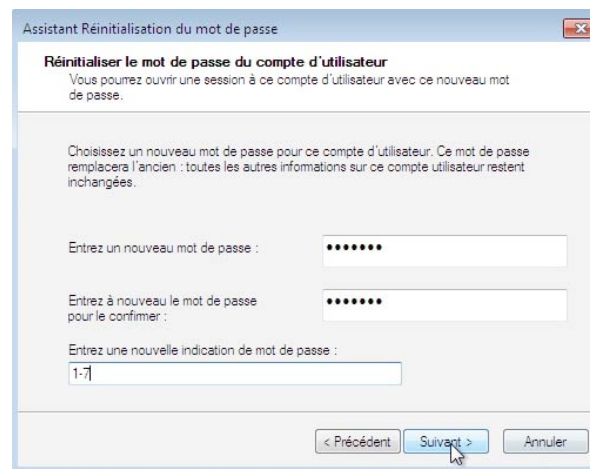 Assistant Réinitialisation du mot de passe
Réinitialiser le mot de passe du compte d'utilisateur
Vous pourrez ouvrir une session à ce compte d'utilisateur avec ce nouveau mot
de passe.
Choisissez un nouveau mot de passe pour ce compte d'utilisateur. Ce mot de passe
remplacera l'ancien : toutes les autres informations sur ce compte utilisateur restent
inchangées.
Entrez un nouveau mot de passe :
•••••••
Entrez à nouveau le mot de passe
pour le confirmer :
•••••••
Entrez une nouvelle indication de mot de passe :
1-7
< Précédent Suivant > Annuler